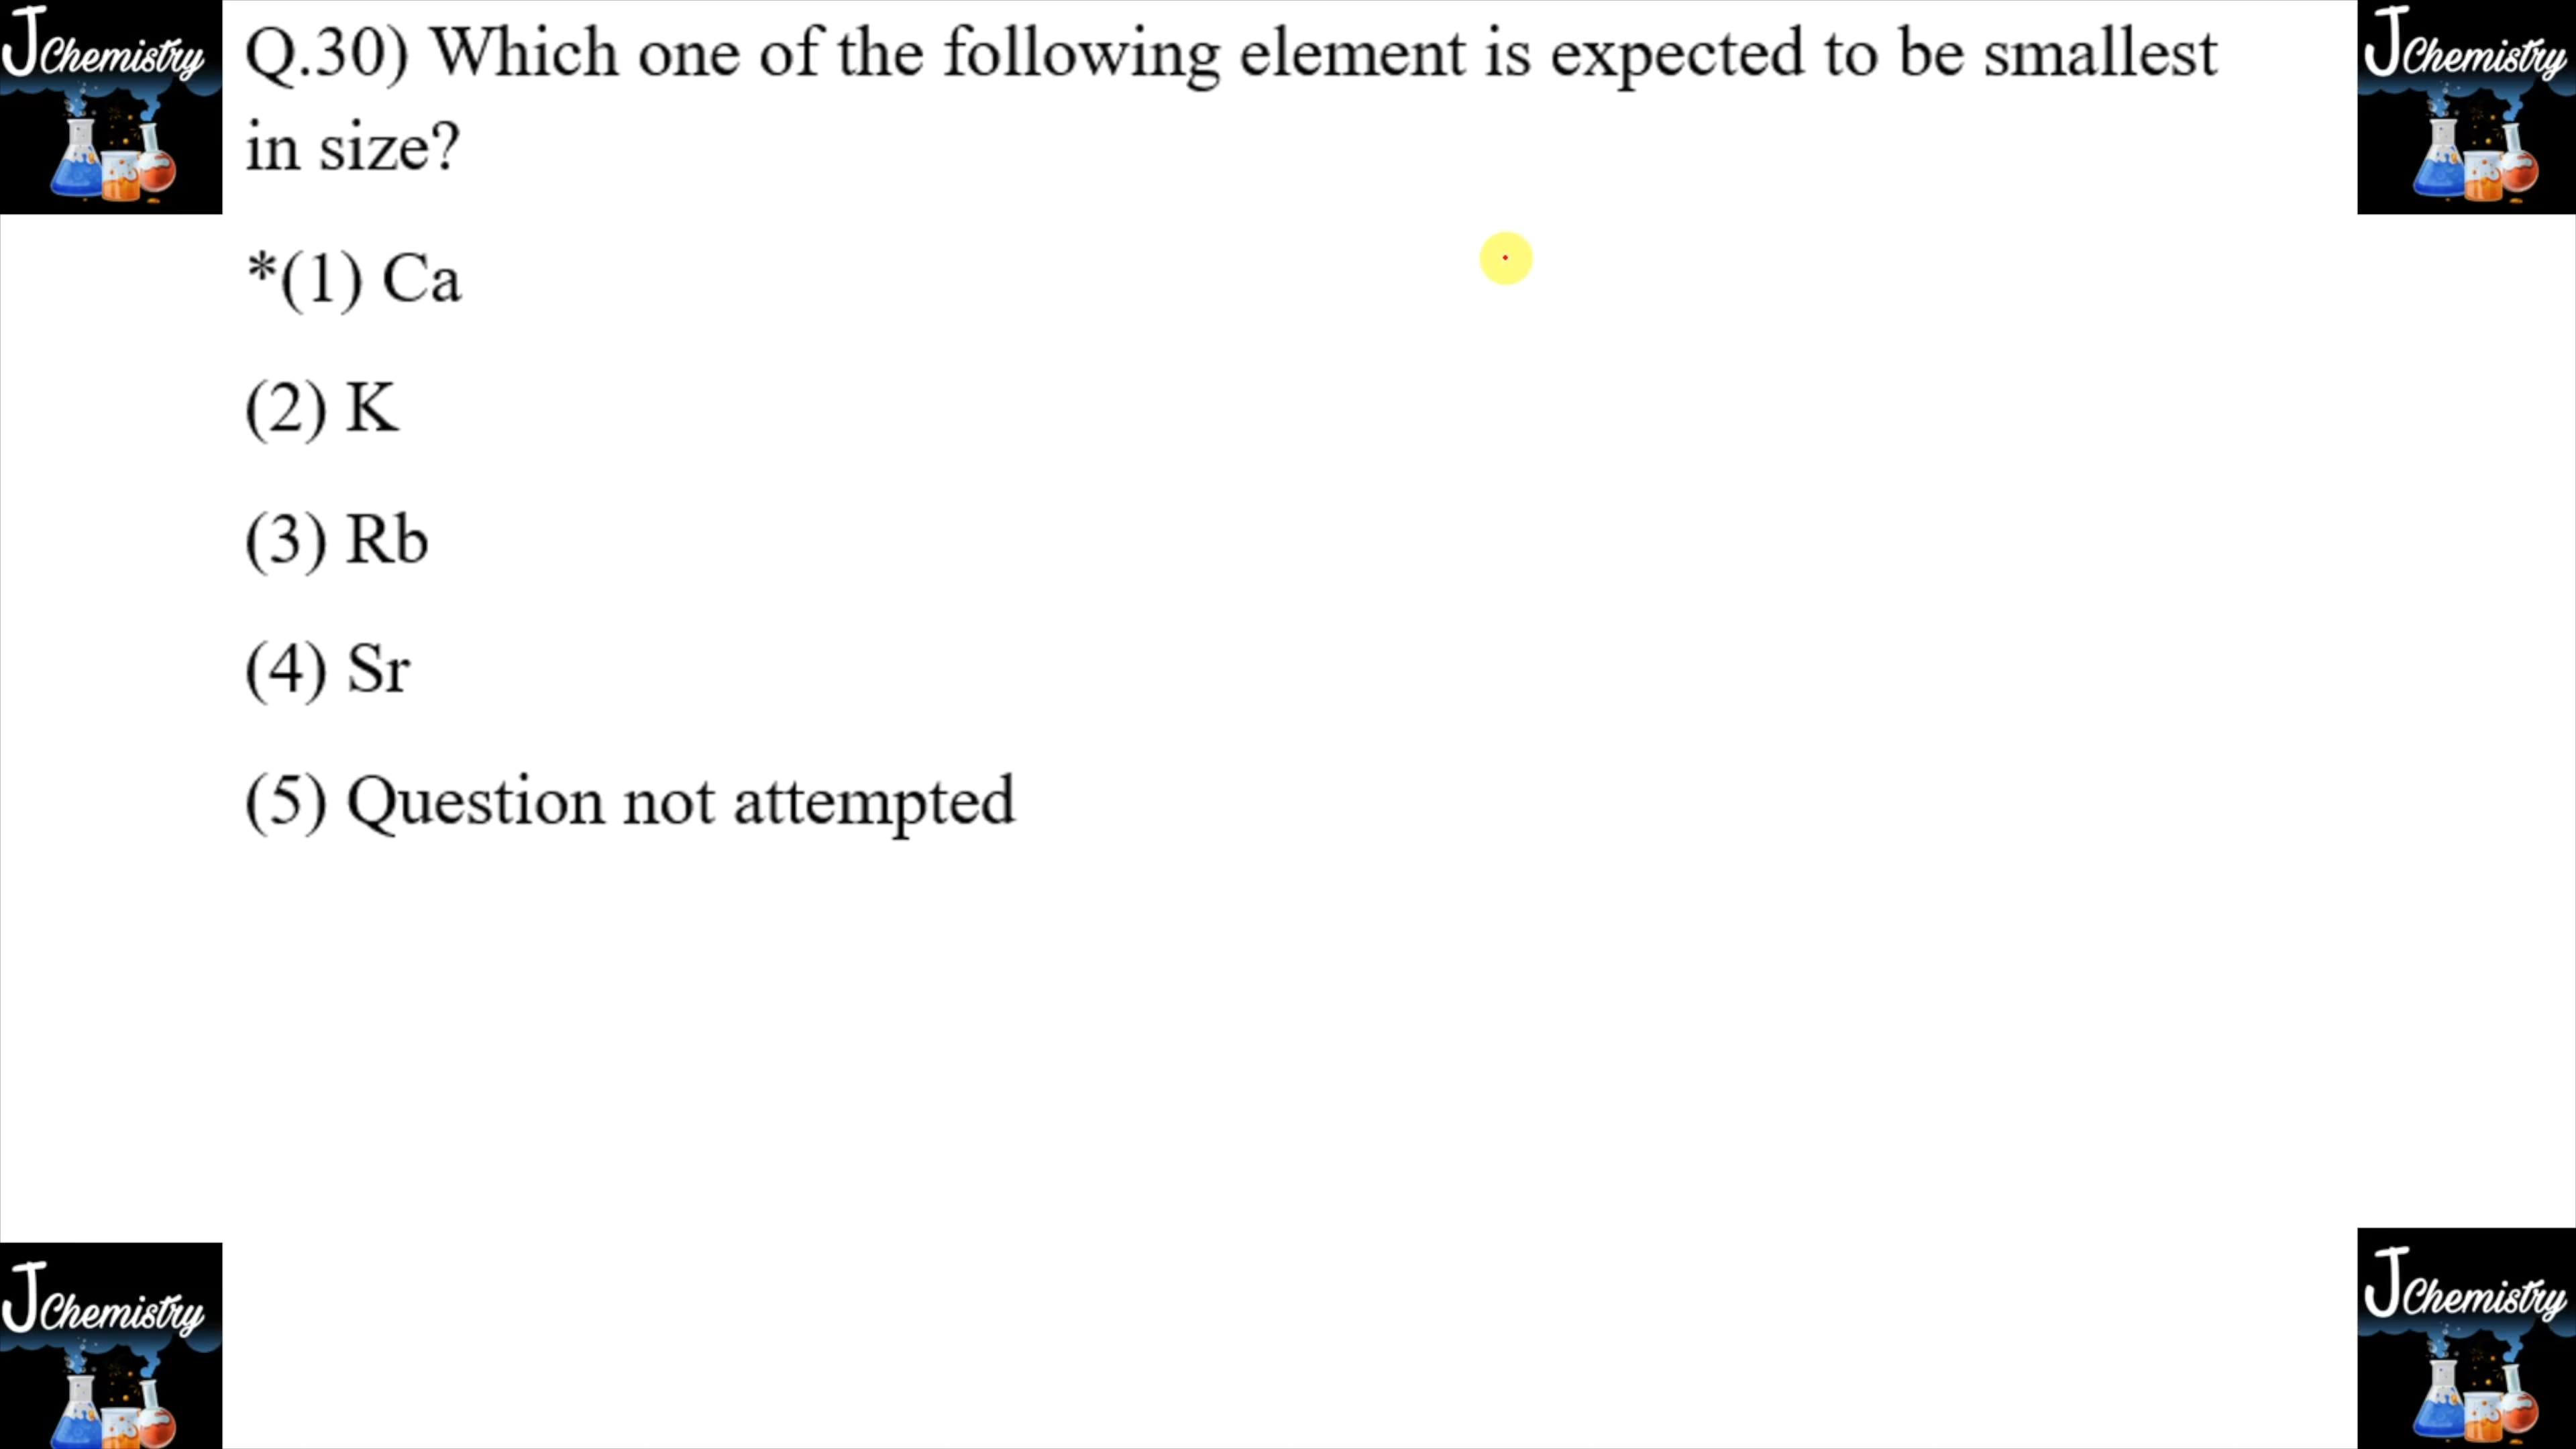 JChemistry
JChemistry
Q.30) Which one of the following element is expected to be smallest
in size?
*(1) Ca
(2) K
(3) Rb
(4) Sr
(5) Question not attempted
JChemistry
JChemistry